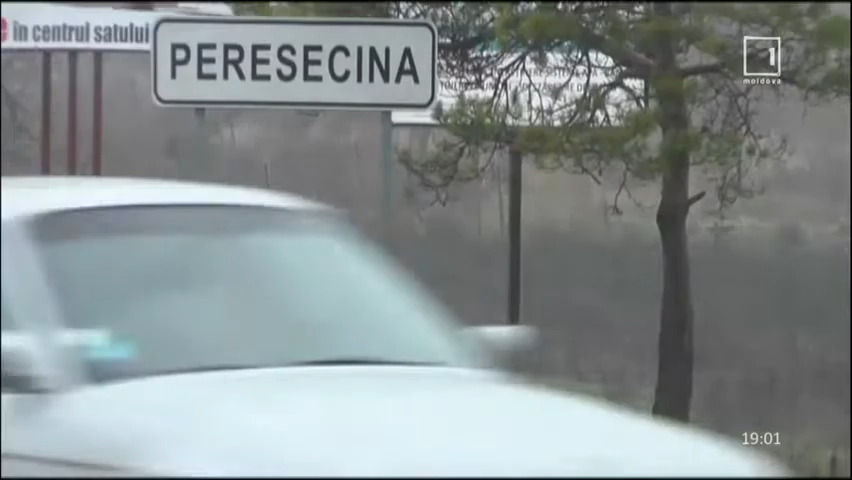 în centrul satului
PERESECINA
1
moldova
19:01